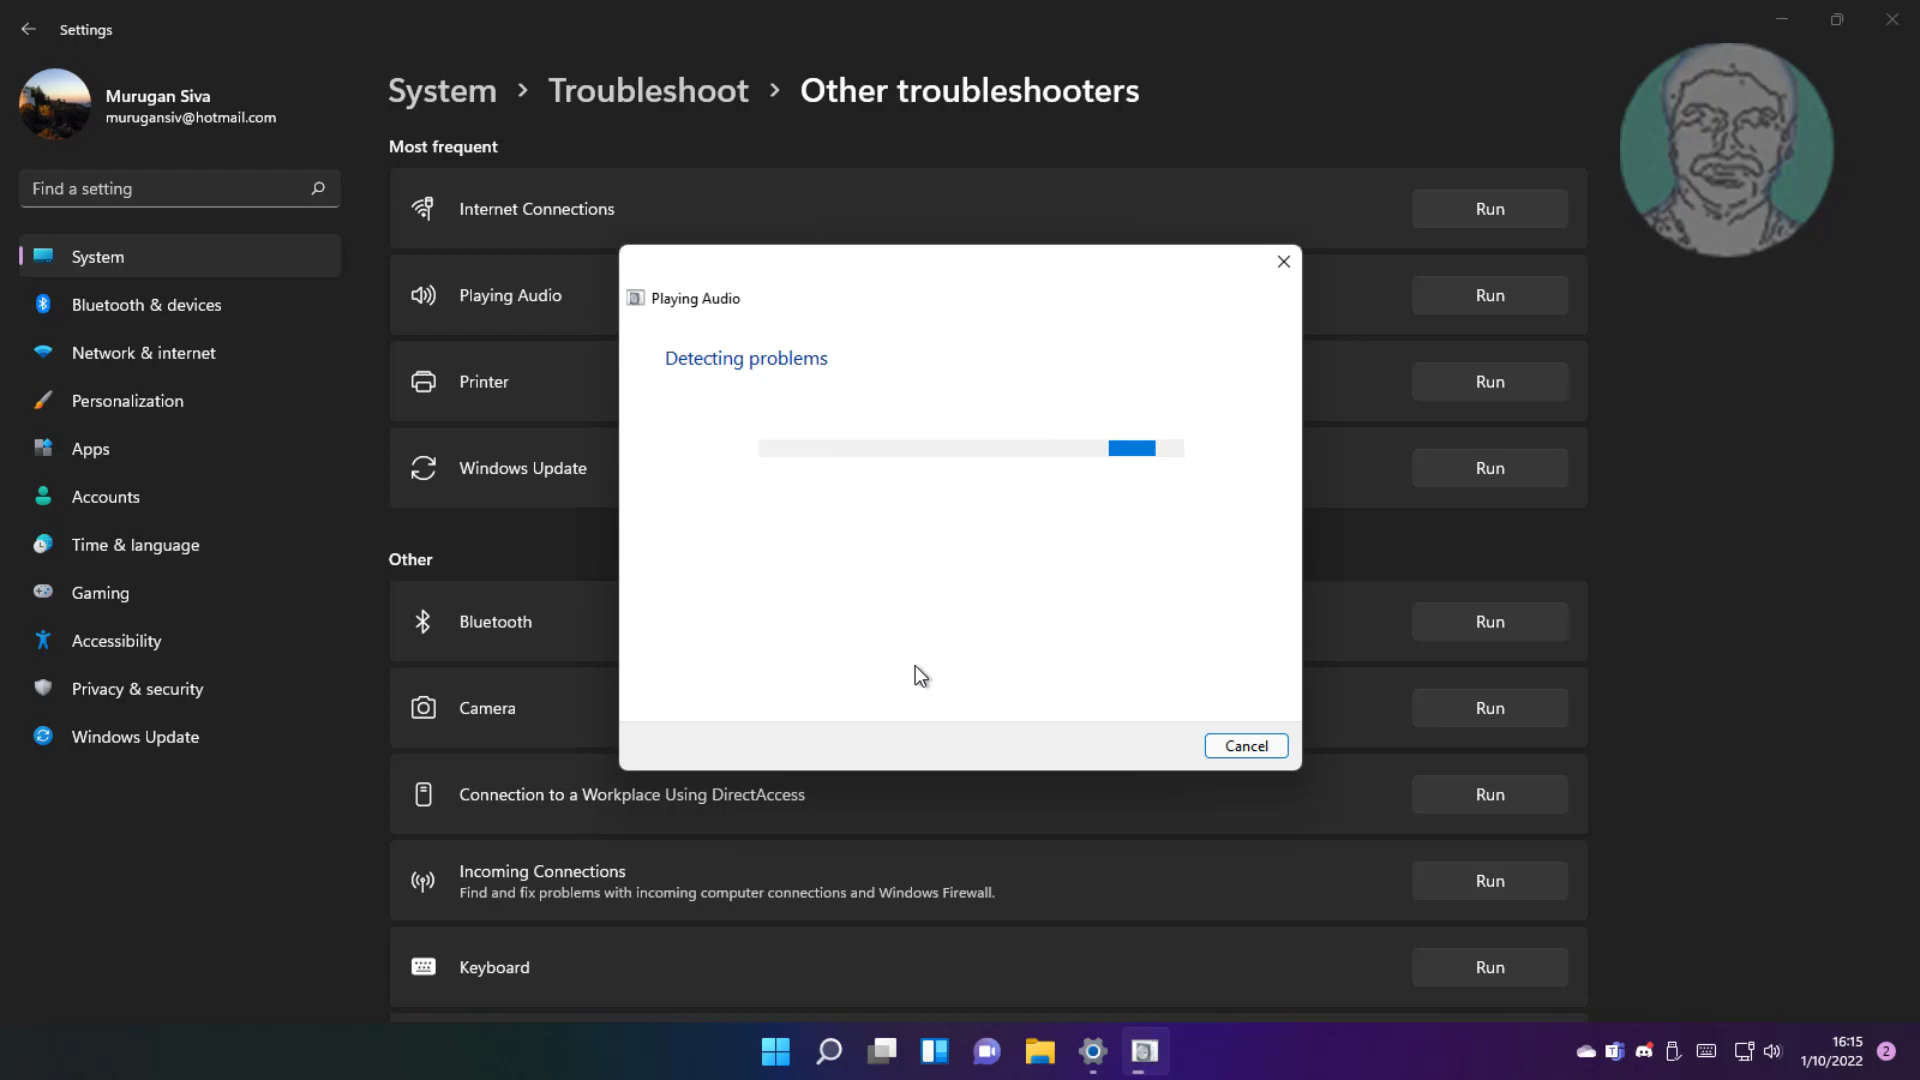 Settings
Murugan Siva
murugansiv@hotmail.com
Find a setting
System
Bluetooth & devices
Network & internet
Personalization
Apps
Accounts
Time & language
Gaming
Accessibility
Privacy & security
Windows Update
System > Troubleshoot > Other troubleshooters
Most frequent
Internet Connections Run
Playing Audio Run
Printer Run
Windows Update Run
Other
Bluetooth Run
Camera Run
Connection to a Workplace Using DirectAccess Run
Incoming Connections
Find and fix problems with incoming computer connections and Windows Firewall. Run
Keyboard Run
Playing Audio
Detecting problems
Cancel
16:15
1/10/2022
2